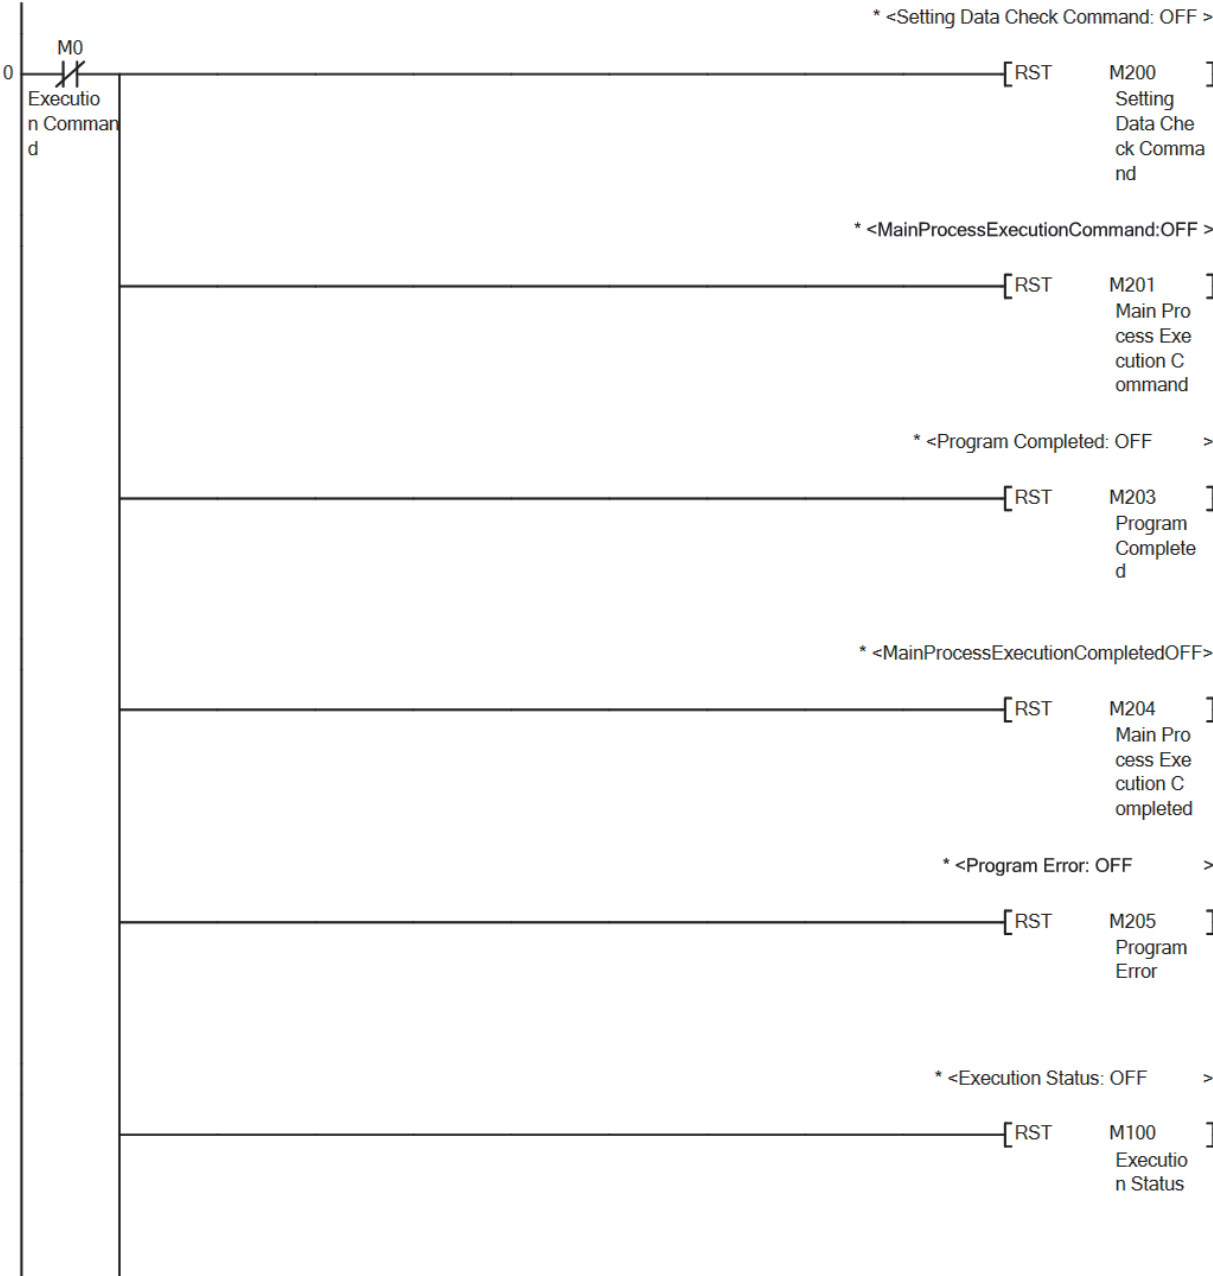 * <Setting Data Check Command: OFF >
M0
0
[RST M200 ]
Executio
n Comman
d
Setting
Data Che
ck Comma
nd
* <MainProcessExecutionCommand:OFF >
[RST M201 ]
Main Pro
cess Exe
cution C
ommand
* <Program Completed: OFF >
[RST M203 ]
Program
Complete
d
* <MainProcessExecutionCompletedOFF>
[RST M204 ]
Main Pro
cess Exe
cution C
ompleted
* <Program Error: OFF >
[RST M205 ]
Program
Error
* <Execution Status: OFF >
[RST M100 ]
Executio
n Status